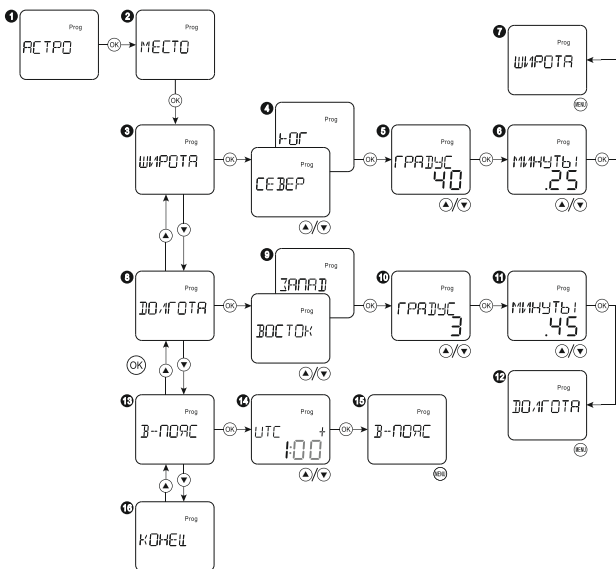 1 Prog АСТРО
OK
2 Prog МЕСТО
OK
3 Prog ШИРОТА
OK
4 Prog ЮГ
Prog СЕВЕР
▲/▼
OK
5 Prog ГРАДУС 40
▲/▼
OK
6 Prog МИНУТЫ .25
▲/▼
OK
7 Prog ШИРОТА
MENU
▲ ▼
8 Prog ДОЛГОТА
OK
9 Prog ЗАПАД
Prog ВОСТОК
▲/▼
OK
10 Prog ГРАДУС 3
▲/▼
OK
11 Prog МИНУТЫ .45
▲/▼
OK
12 Prog ДОЛГОТА
MENU
OK
▲ ▼
13 Prog В-ПОЯС
OK
14 Prog UTC + 1:00
▲/▼
OK
15 Prog В-ПОЯС
MENU
▲ ▼
16 Prog КОНЕЦ